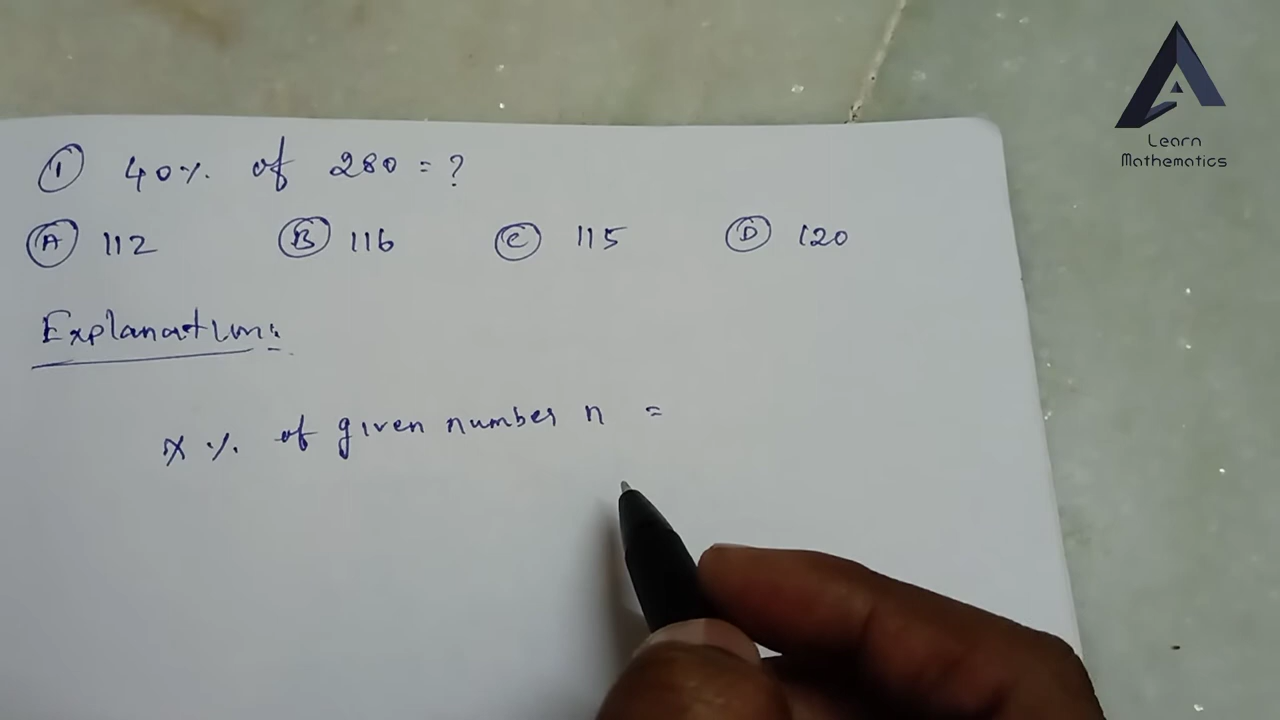 ① 40% of 280 = ?
Ⓐ 112 Ⓑ 116 Ⓒ 115 Ⓓ 120
Explanation:
x % of given number n =
Learn
Mathematics